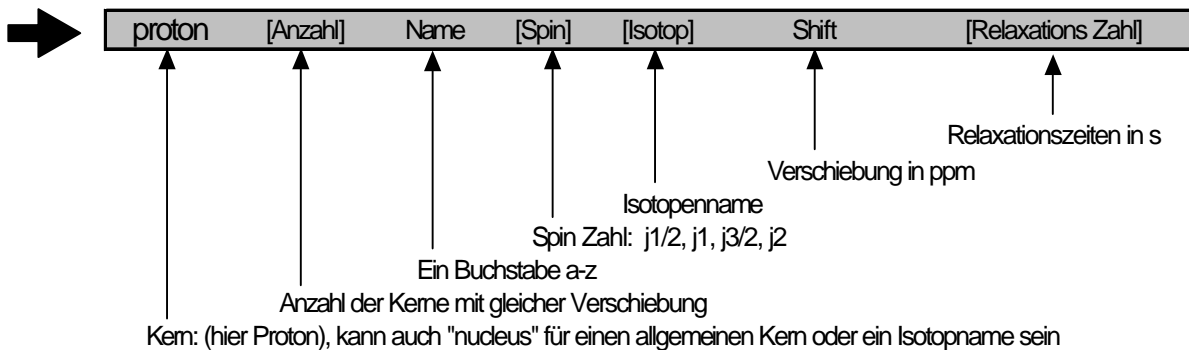 proton [Anzahl] Name [Spin] [Isotop] Shift [Relaxations Zahl]
Relaxationszeiten in s
Verschiebung in ppm
Isotopenname
Spin Zahl: j1/2, j1, j3/2, j2
Ein Buchstabe a-z
Anzahl der Kerne mit gleicher Verschiebung
Kern: (hier Proton), kann auch "nucleus" für einen allgemeinen Kern oder ein Isotopname sein